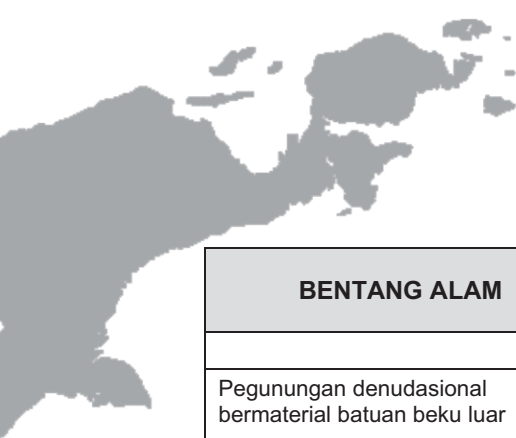 BENTANG ALAM
Pegunungan denudasional
bermaterial batuan beku luar